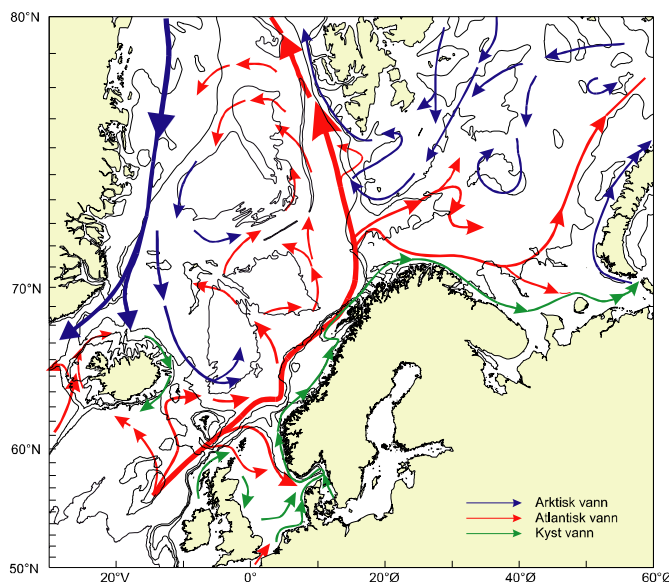 80°N
70°N
60°N
50°N
20°V
0°
20°Ø
40°Ø
60°Ø
Arktisk vann
Atlantisk vann
Kyst vann